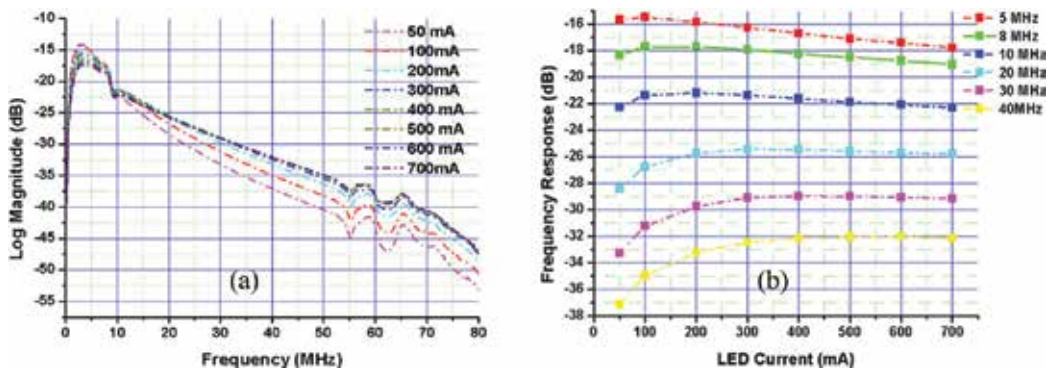 -10
-15
-20
-25
-30
-35
-40
-45
-50
-55
0 10 20 30 40 50 60 70 80
Log Magnitude (dB)
Frequency (MHz)
50 mA
100mA
200mA
300mA
400 mA
500 mA
600 mA
700mA
(a)
-16
-18
-20
-22
-24
-26
-28
-30
-32
-34
-36
-38
0 100 200 300 400 500 600 700
Frequency Response (dB)
LED Current (mA)
5 MHz
8 MHz
10 MHz
20 MHz
30 MHz
40MHz
(b)